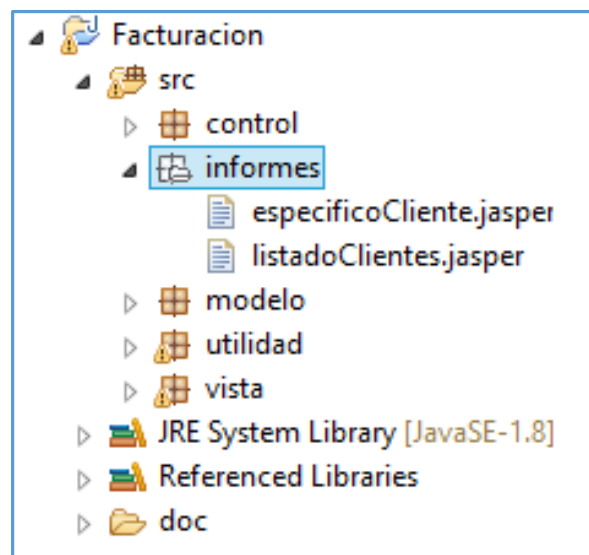 Facturacion
src
control
informes
especificoCliente.jasper
listadoClientes.jasper
modelo
utilidad
vista
JRE System Library [JavaSE-1.8]
Referenced Libraries
doc